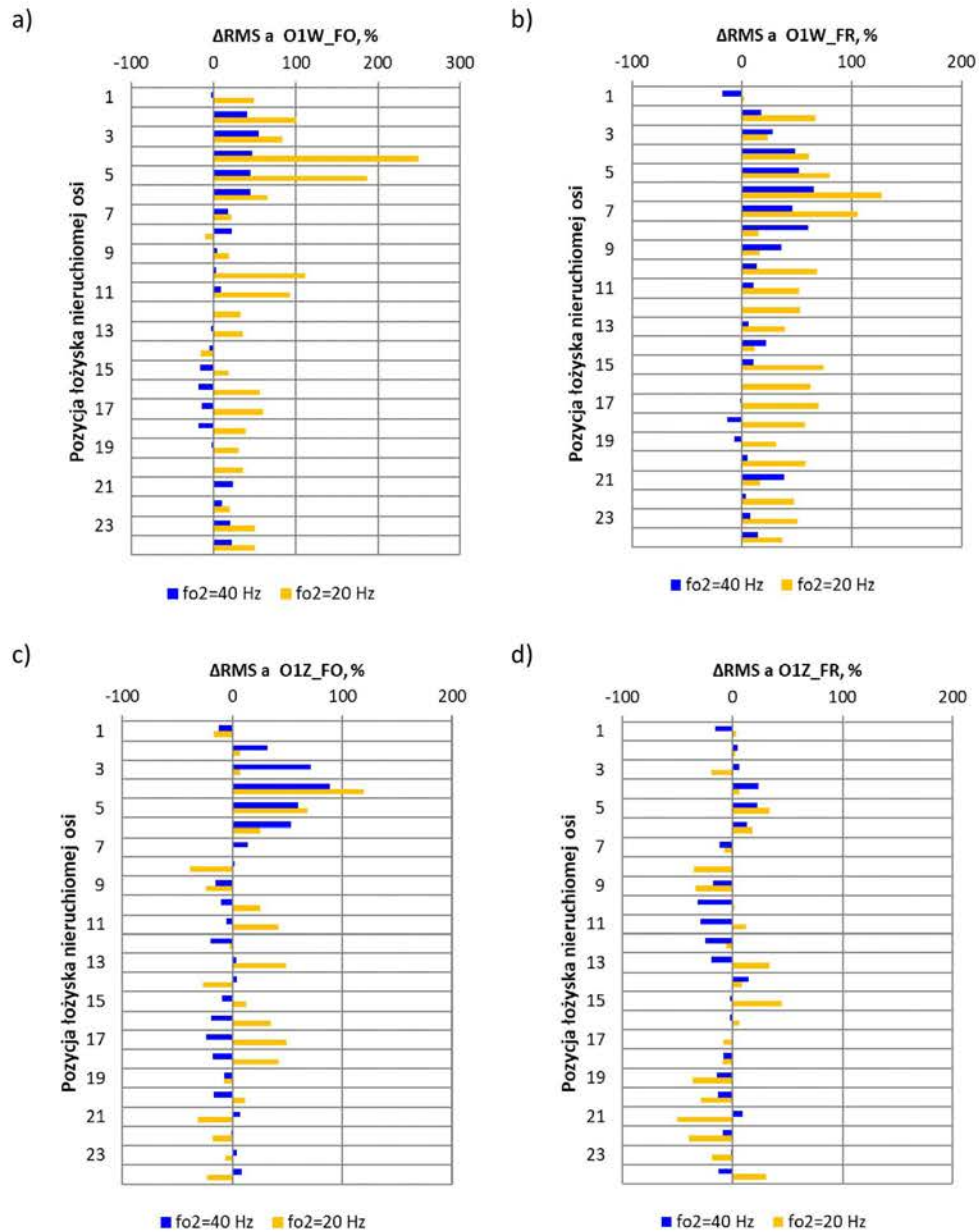 a)
ΔRMS a O1W_FO, %
-100 0 100 200 300
Pozycja łożyska nieruchomej osi
1
3
5
7
9
11
13
15
17
19
21
23
fo2=40 Hz fo2=20 Hz
b)
ΔRMS a O1W_FR, %
-100 0 100 200
Pozycja łożyska nieruchomej osi
1
3
5
7
9
11
13
15
17
19
21
23
fo2=40 Hz fo2=20 Hz
c)
ΔRMS a O1Z_FO, %
-100 0 100 200
Pozycja łożyska nieruchomiej osi
1
3
5
7
9
11
13
15
17
19
21
23
fo2=40 Hz fo2=20 Hz
d)
ΔRMS a O1Z_FR, %
-100 0 100 200
Pozycja łożyska nieruchomiej osi
1
3
5
7
9
11
13
15
17
19
21
23
fo2=40 Hz fo2=20 Hz